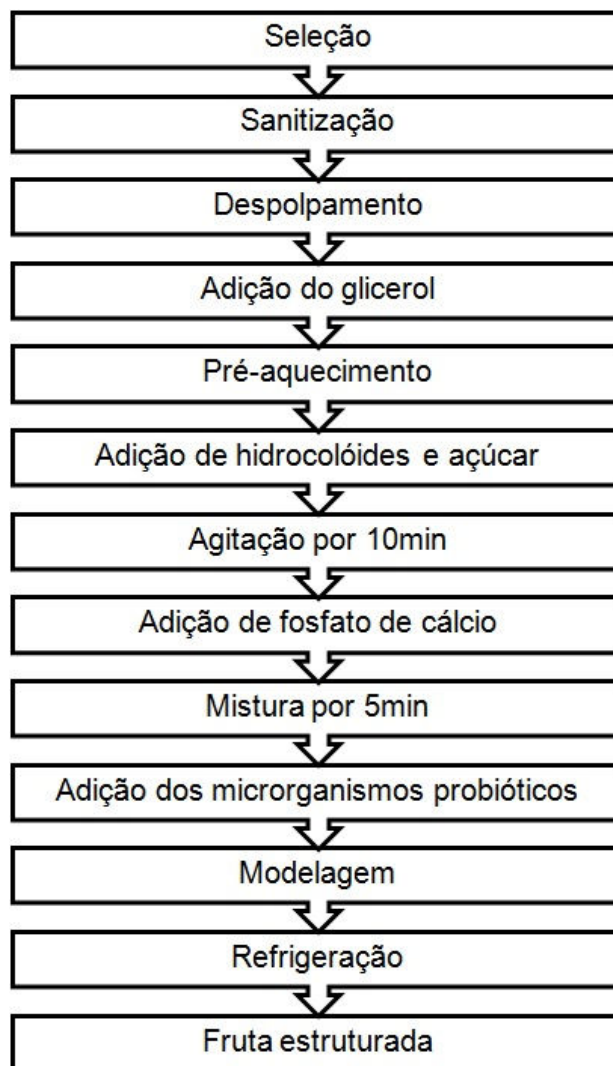 Seleção
Sanitização
Despolpamento
Adição do glicerol
Pré-aquecimento
Adição de hidrocolóides e açúcar
Agitação por 10min
Adição de fosfato de cálcio
Mistura por 5min
Adição dos microrganismos probióticos
Modelagem
Refrigeração
Fruta estruturada